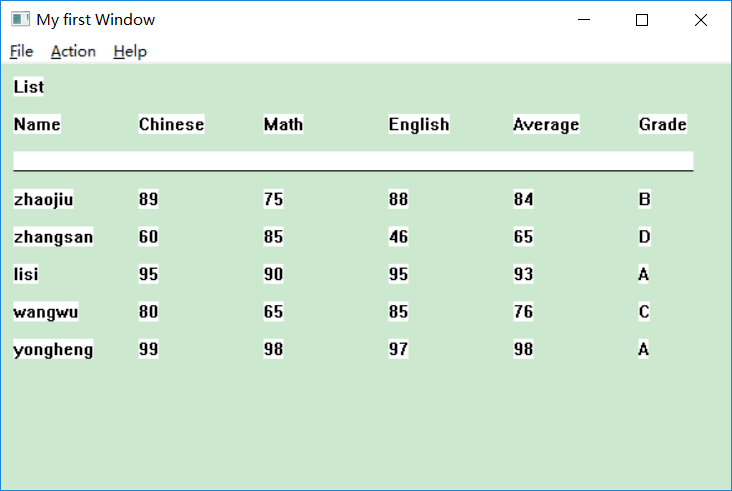 My first Window
File Action Help
List
Name Chinese Math English Average Grade
zhaojiu 89 75 88 84 B
zhangsan 60 85 46 65 D
lisi 95 90 95 93 A
wangwu 80 65 85 76 C
yongheng 99 98 97 98 A